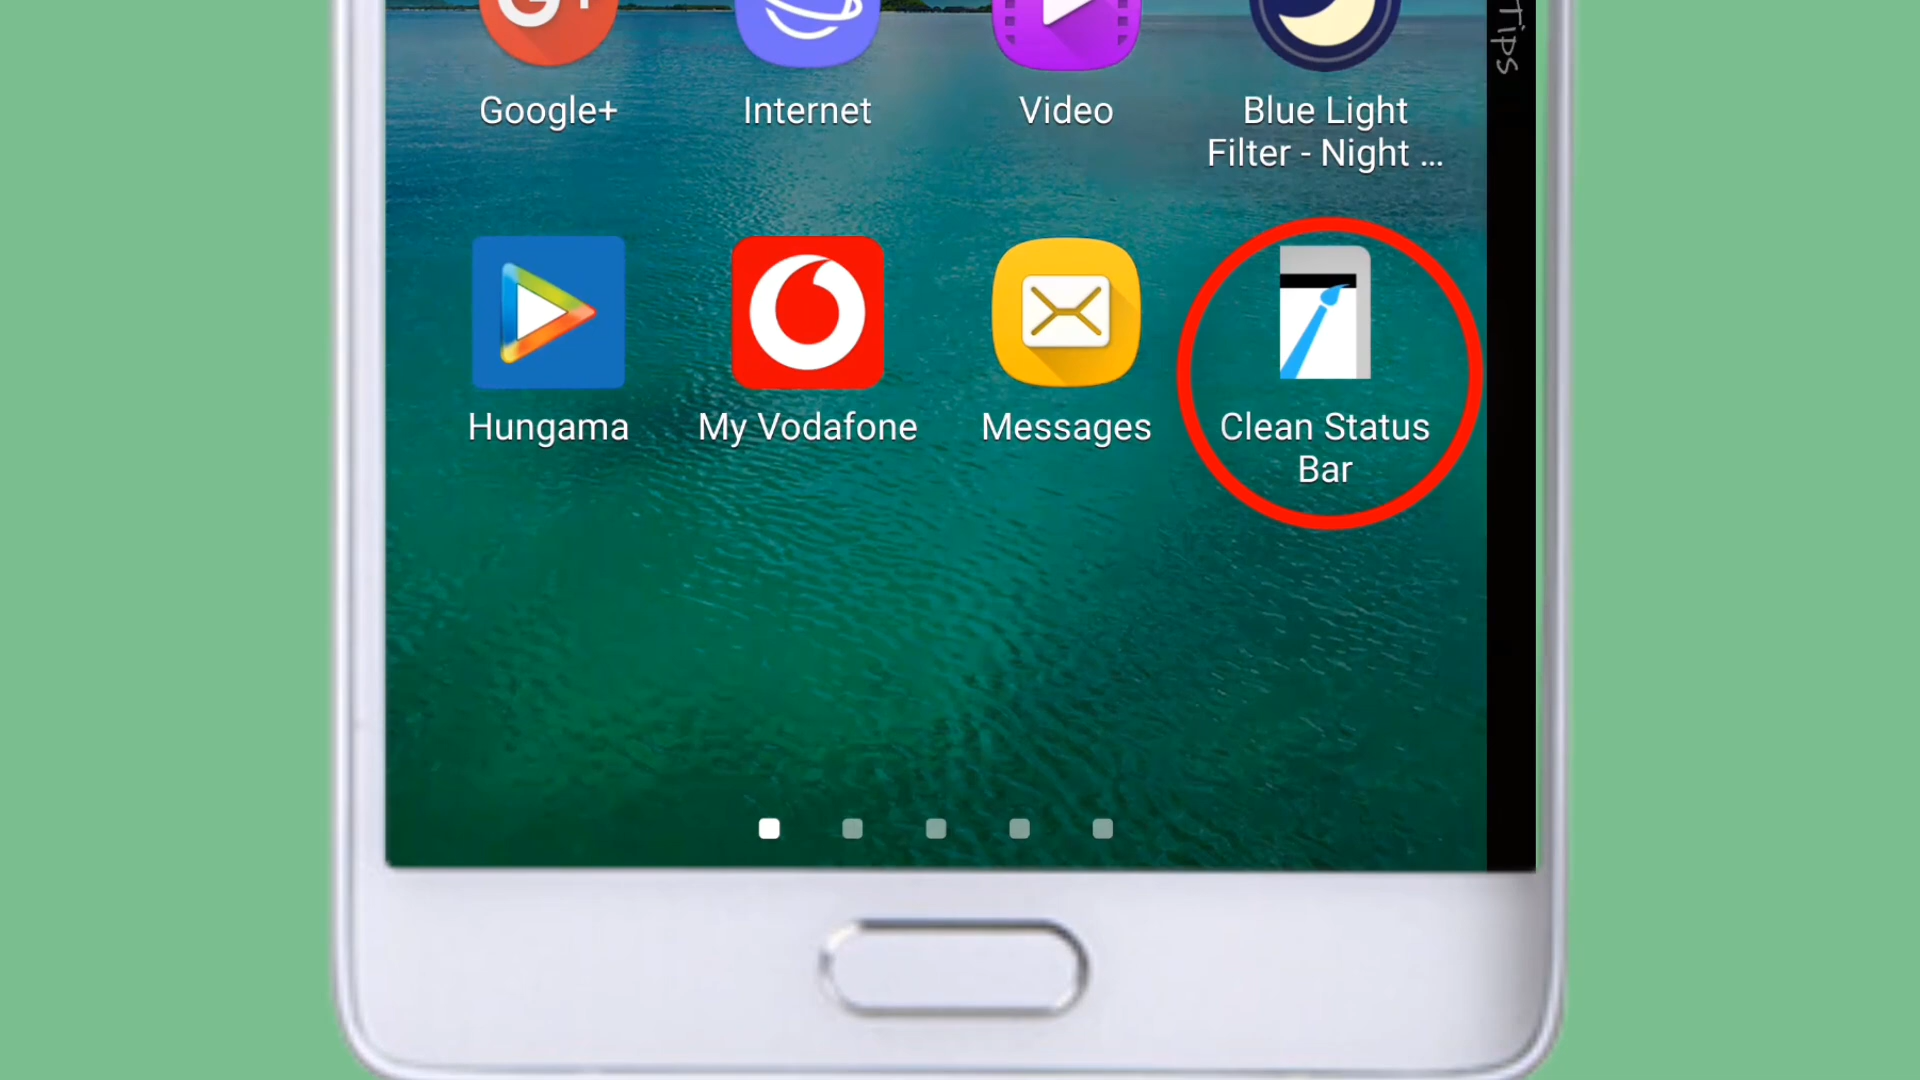 Tips
Google+
Internet
Video
Blue Light
Filter - Night ...
Hungama
My Vodafone
Messages
Clean Status
Bar